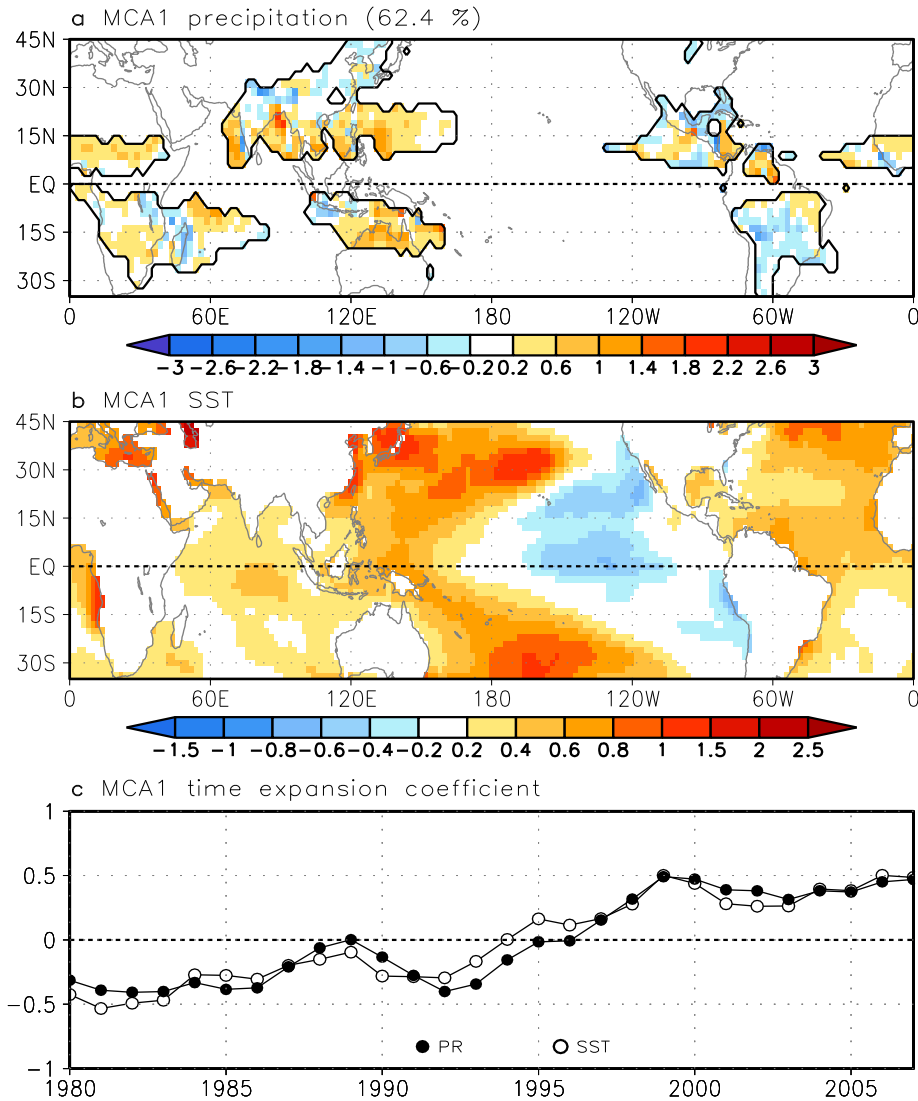 a MCA1 precipitation (62.4 %)
45N
30N
15N
EQ
15S
30S
0 60E 120E 180 120W 60W 0
-3 -2.6 -2.2 -1.8 -1.4 -1 -0.6 -0.2 0.2 0.6 1 1.4 1.8 2.2 2.6 3
b MCA1 SST
45N
30N
15N
EQ
15S
30S
0 60E 120E 180 120W 60W 0
-1.5 -1 -0.8 -0.6 -0.4 -0.2 0.2 0.4 0.6 0.8 1 1.5 2 2.5
c MCA1 time expansion coefficient
1
0.5
0
-0.5
-1
PR SST
1980 1985 1990 1995 2000 2005